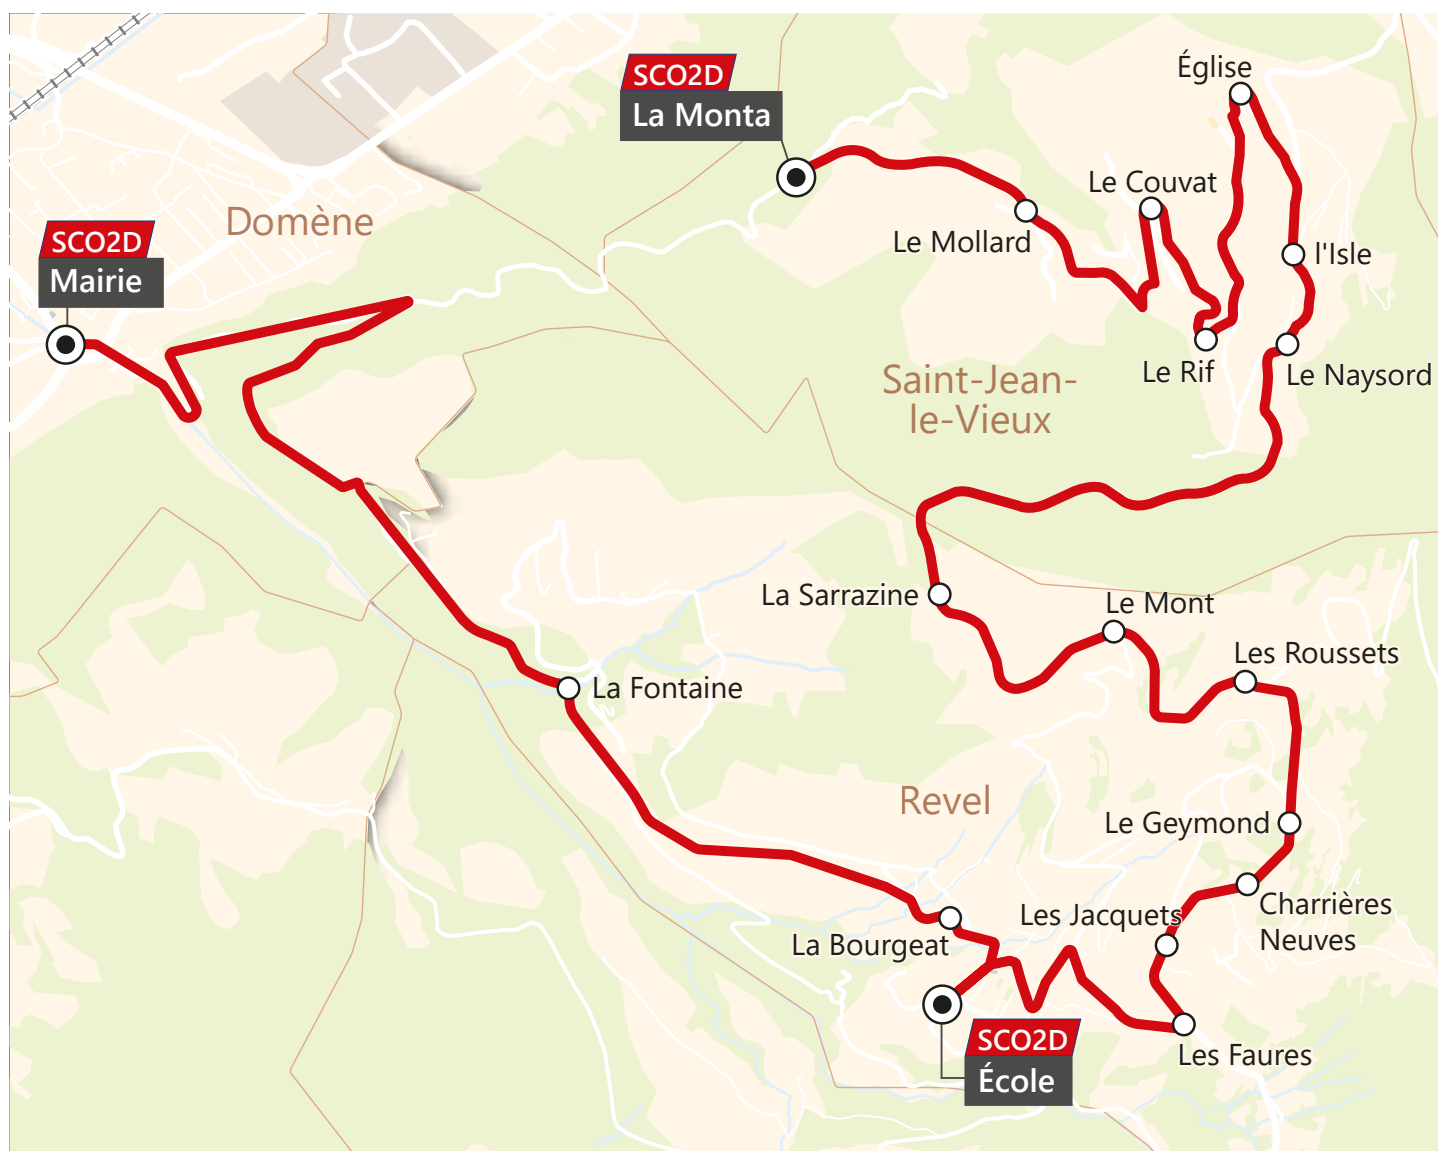 Église
SCO2D
La Monta
Le Couvat
Domène
SCO2D
Mairie
Le Mollard
l'Isle
Saint-Jean-
le-Vieux
Le Rif
Le Naysord
La Sarrazine
Le Mont
Les Roussets
La Fontaine
Revel
Le Geymond
Charrières
Neuves
Les Jacquets
La Bourgeat
SCO2D
École
Les Faures